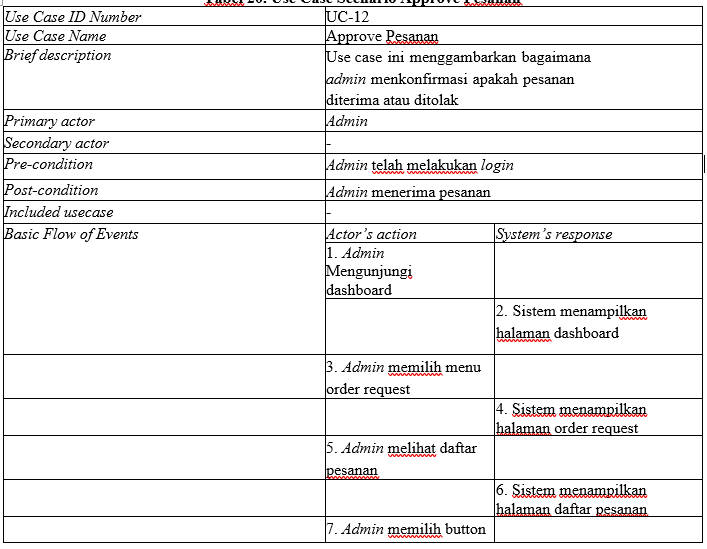 Tabel 20. Use Case Scenario Approve Pesanan
Use Case ID Number UC-12
Use Case Name Approve Pesanan
Brief description Use case ini menggambarkan bagaimana
admin menkonfirmasi apakah pesanan
diterima atau ditolak
Primary actor Admin
Secondary actor -
Pre-condition Admin telah melakukan login
Post-condition Admin menerima pesanan
Included usecase -
Basic Flow of Events Actor's action System's response
1. Admin
Mengunjungi
dashboard
2. Sistem menampilkan
halaman dashboard
3. Admin memilih menu
order request
4. Sistem menampilkan
halaman order request
5. Admin melihat daftar
pesanan
6. Sistem menampilkan
halaman daftar pesanan
7. Admin memilih button